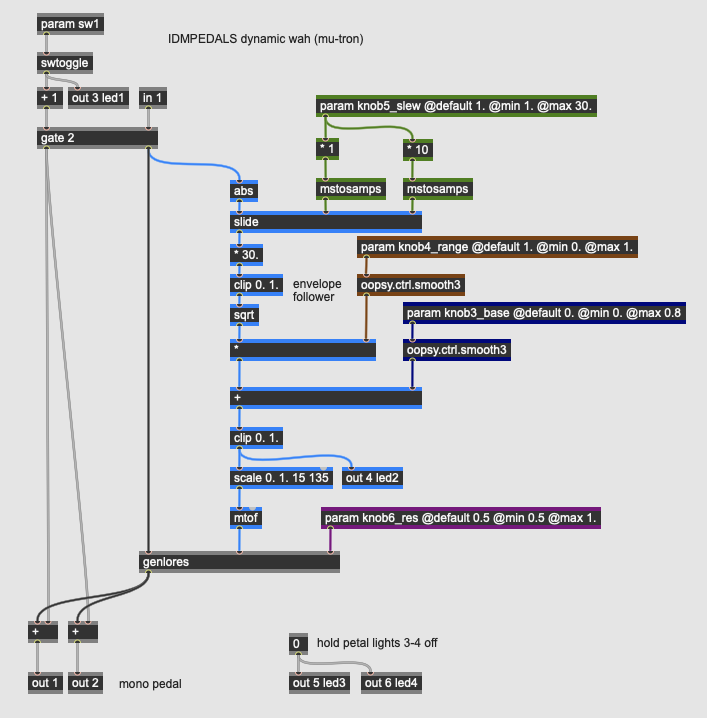 param sw1
IDMPEDALS dynamic wah (mu-tron)
swtoggle
+ 1
out 3 led1
in 1
param knob5_slew @default 1. @min 1. @max 30.
gate 2
* 1
* 10
abs
mstosamps
mstosamps
slide
* 30.
param knob4_range @default 1. @min 0. @max 1.
clip 0. 1.
envelope
follower
oopsy.ctrl.smooth3
sqrt
param knob3_base @default 0. @min 0. @max 0.8
*
oopsy.ctrl.smooth3
+
clip 0. 1.
scale 0. 1. 15 135
out 4 led2
mtof
param knob6_res @default 0.5 @min 0.5 @max 1.
genlores
+
+
0
hold petal lights 3-4 off
out 1
out 2
mono pedal
out 5 led3
out 6 led4